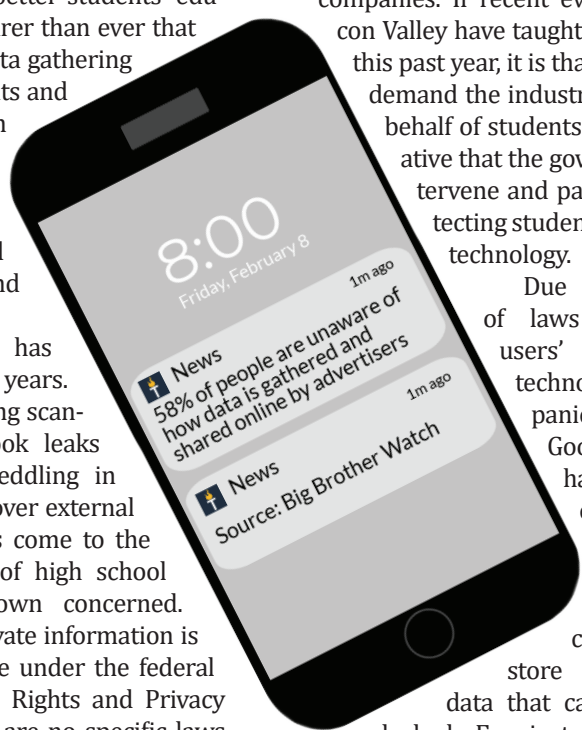 rer than ever that
ta gathering
ts and
nd
has
years.
ng scan-
ok leaks
eddling in
over external
s come to the
of high school
own concerned.
vate information is
e under the federal
Rights and Privacy
are no specific laws
8:00
Friday, February 8
News
1m ago
58% of people are unaware of
how data is gathered and
shared online by advertisers
News
1m ago
Source: Big Brother Watch
companies. If recent ev
con Valley have taught
this past year, it is tha
demand the industr
behalf of students
ative that the gov
tervene and pa
tecting studen
technology.
Due
of laws
users'
techno
pani
Goo
ha
c
store
data that ca